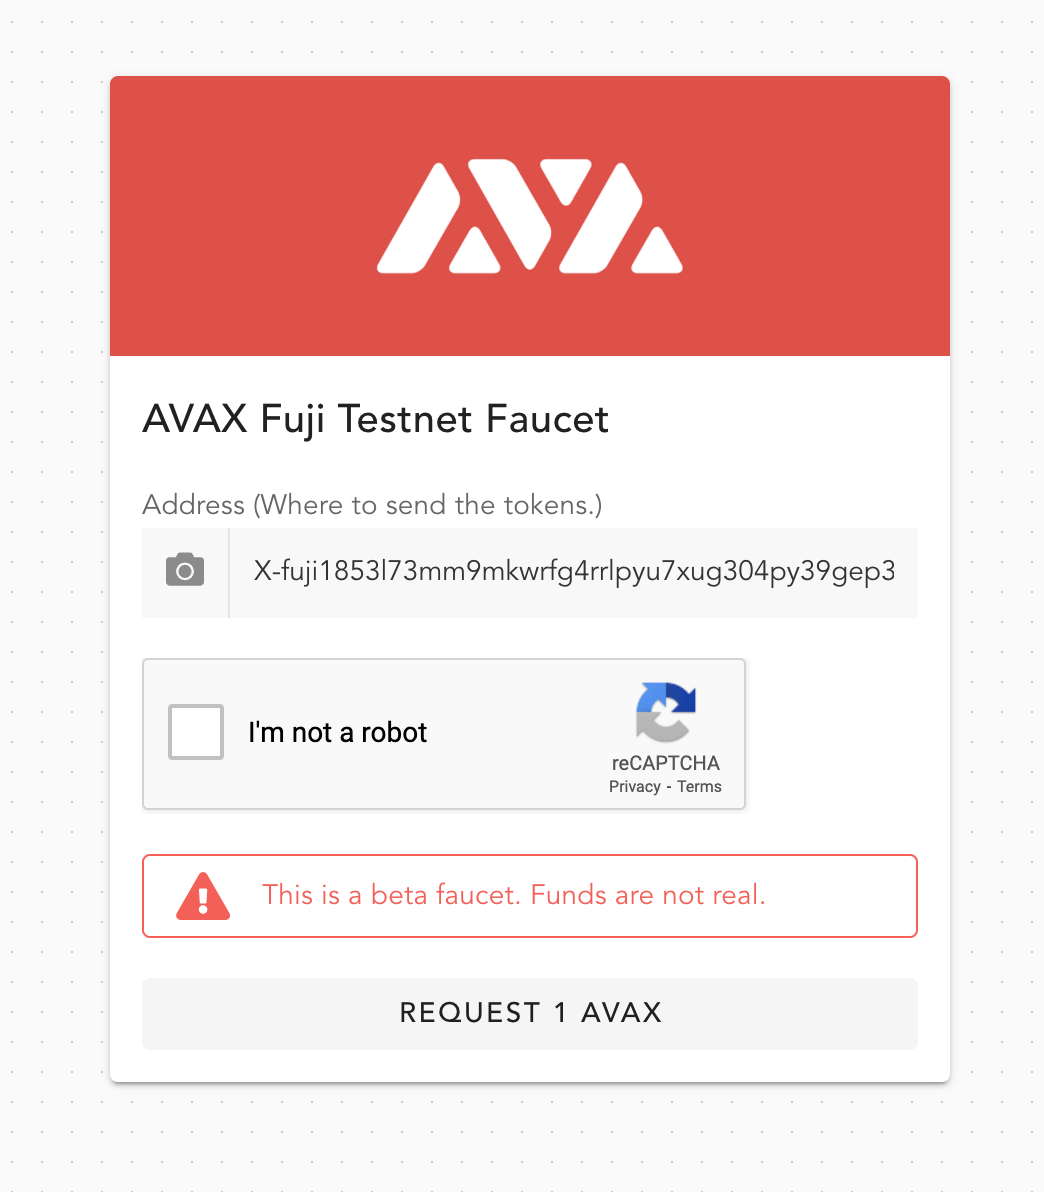 AVAX Fuji Testnet Faucet
Address (Where to send the tokens.)
X-fuji1853l73mm9mkwrfg4rrlpyu7xug304py39gep3
I'm not a robot
reCAPTCHA
Privacy - Terms
This is a beta faucet. Funds are not real.
REQUEST 1 AVAX